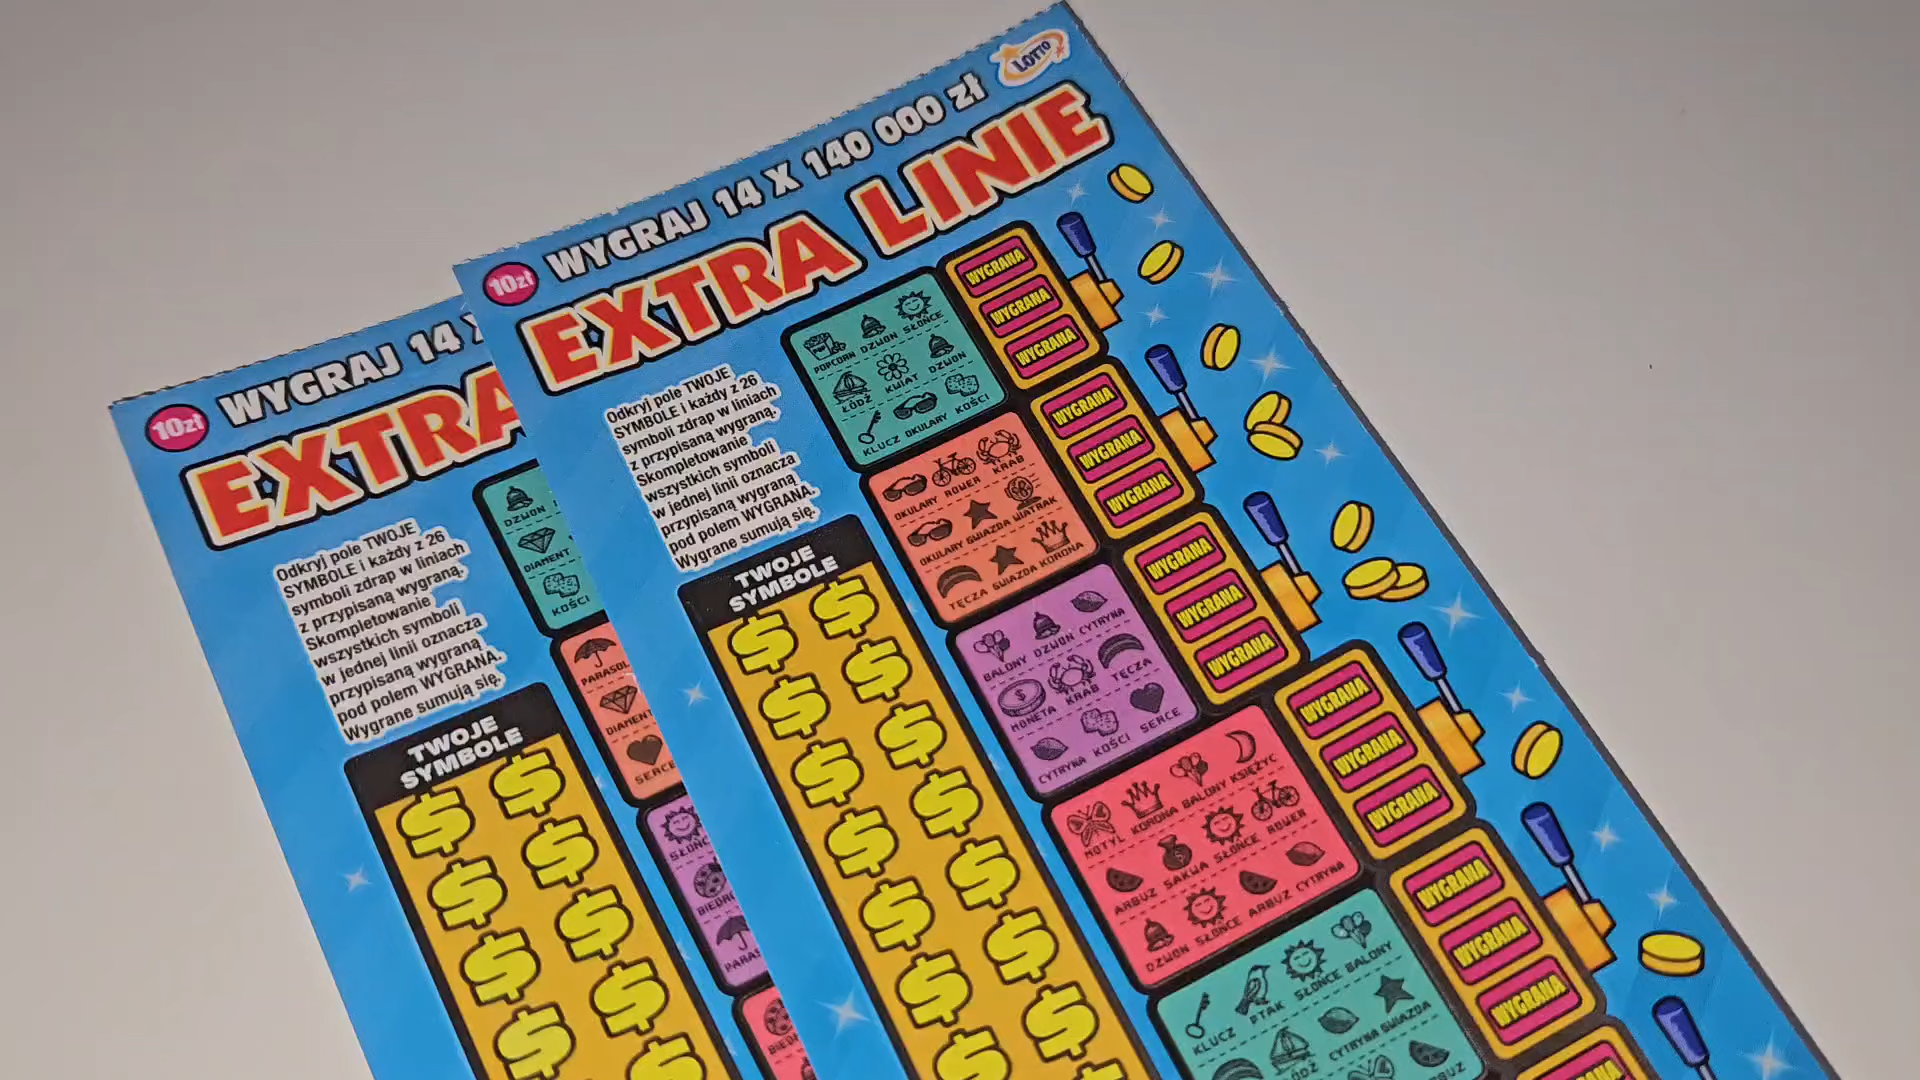 LOTTO
10zł WYGRAJ 14 X 140 000 zł
EXTRA LINIE
Odkryj pole TWOJE
SYMBOLE i każdy z 26
symboli zdrap w liniach
z przypisaną wygraną.
Skompletowanie
wszystkich symboli
w jednej linii oznacza
przypisaną wygraną
pod polem WYGRANA.
Wygrane sumują się.
TWOJE
SYMBOLE
POPCORN DZWON SŁOŃCE
ŁÓDŹ KWIAT DZWON
KLUCZ OKULARY KOŚCI
WYGRANA
WYGRANA
WYGRANA
OKULARY ROWER KRAB
OKULARY GWIAZDA WIATRAK
TĘCZA GWIAZDA KORONA
WYGRANA
WYGRANA
WYGRANA
BALONY DZWON CYTRYNA
MONETA KRAB TĘCZA
CYTRYNA KOŚCI SERCE
WYGRANA
WYGRANA
WYGRANA
MOTYL KORONA BALONY KSIĘŻYC
ARBUZ SAKWA SŁOŃCE ROWER
DZWON SŁOŃCE ARBUZ CYTRYNA
WYGRANA
WYGRANA
WYGRANA
KLUCZ PTAK SŁOŃCE BALONY
ŁÓDŹ CYTRYNA GWIAZDA
ARBUZ
WYGRANA
WYGRANA
WYGRANA
WYGRANA
10zł WYGRAJ 14 X
EXTRA
Odkryj pole TWOJE
SYMBOLE i każdy z 26
symboli zdrap w liniach
z przypisaną wygraną.
Skompletowanie
wszystkich symboli
w jednej linii oznacza
przypisaną wygraną
pod polem WYGRANA.
Wygrane sumują się.
TWOJE
SYMBOLE
DZWON
DIAMENT
KOŚCI
PARASOL
DIAMENT
SERCE
SŁOŃC
BIEDRO
PARAS
BIED